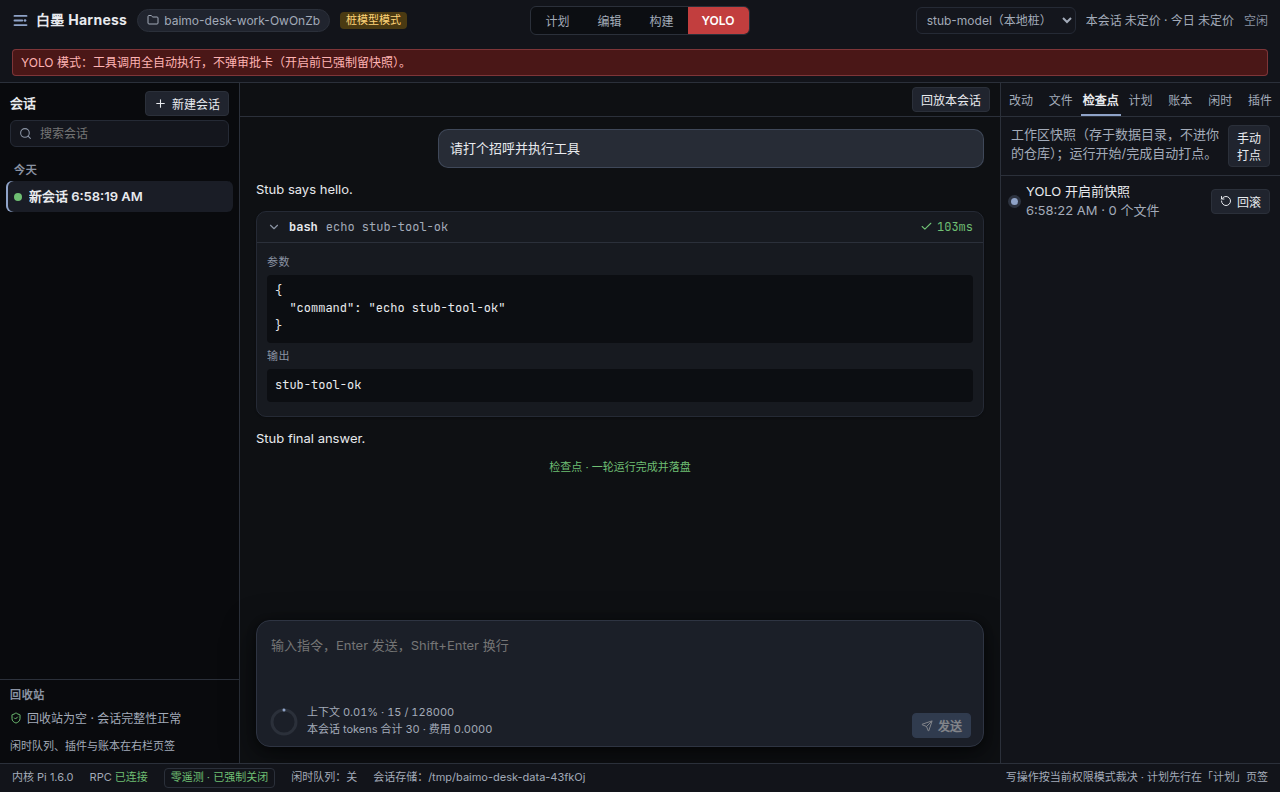 白墨 Harness
baimo-desk-work-OwOnZb
桩模型模式
计划
编辑
构建
YOLO
stub-model（本地桩）
本会话 未定价 · 今日 未定价
空闲
YOLO 模式：工具调用全自动执行，不弹审批卡（开启前已强制留快照）。
会话
新建会话
搜索会话
今天
新会话 6:58:19 AM
回收站
回收站为空 · 会话完整性正常
闲时队列、插件与账本在右栏页签
回放本会话
请打个招呼并执行工具
Stub says hello.
bash echo stub-tool-ok
103ms
参数
{
"command": "echo stub-tool-ok"
}
输出
stub-tool-ok
Stub final answer.
检查点 · 一轮运行完成并落盘
输入指令，Enter 发送，Shift+Enter 换行
上下文 0.01% · 15 / 128000
本会话 tokens 合计 30 · 费用 0.0000
发送
改动
文件
检查点
计划
账本
闲时
插件
工作区快照（存于数据目录，不进你
的仓库）；运行开始/完成自动打点。
手动
打点
YOLO 开启前快照
6:58:22 AM · 0 个文件
回滚
内核 Pi 1.6.0
RPC 已连接
零遥测 · 已强制关闭
闲时队列：关
会话存储：/tmp/baimo-desk-data-43fkOj
写操作按当前权限模式裁决 · 计划先行在「计划」页签